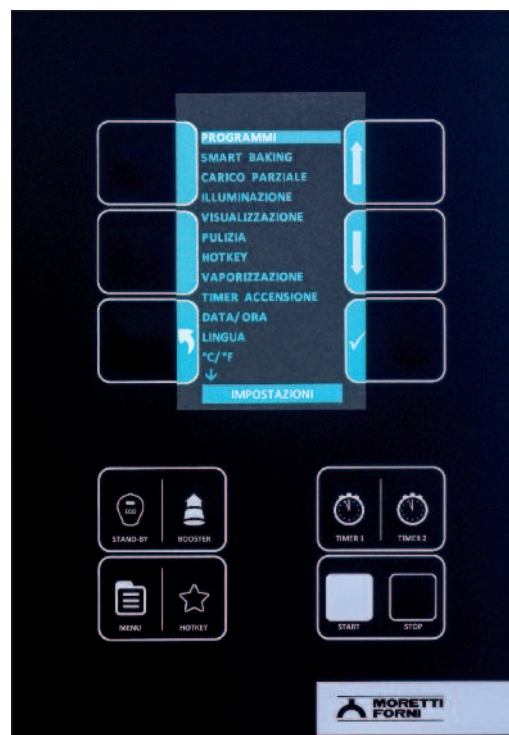 PROGRAMMI
SMART BAKING
CARICO PARZIALE
ILLUMINAZIONE
VISUALIZZAZIONE
PULIZIA
HOTKEY
VAPORIZZAZIONE
TIMER ACCENSIONE
DATA/ORA
LINGUA
°C/°F
IMPOSTAZIONI
ECO
STAND-BY BOOSTER
TIMER 1 TIMER 2
MENU HOTKEY
START STOP
MORETTI
FORNI